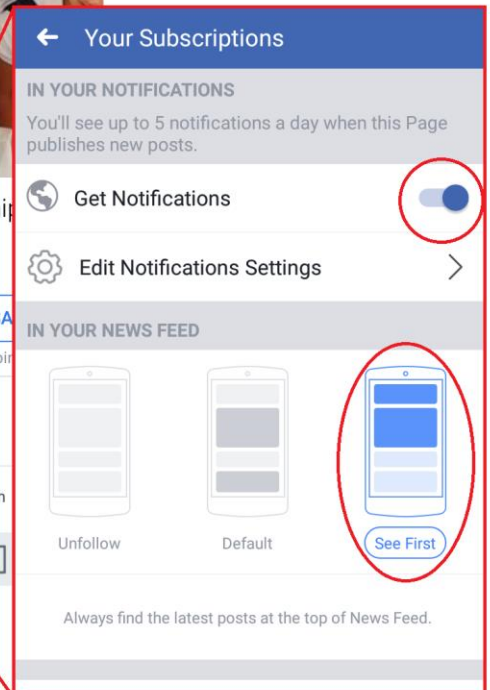 Your Subscriptions
IN YOUR NOTIFICATIONS
You'll see up to 5 notifications a day when this Page
publishes new posts.
Get Notifications
Edit Notifications Settings
IN YOUR NEWS FEED
Unfollow
Default
See First
Always find the latest posts at the top of News Feed.